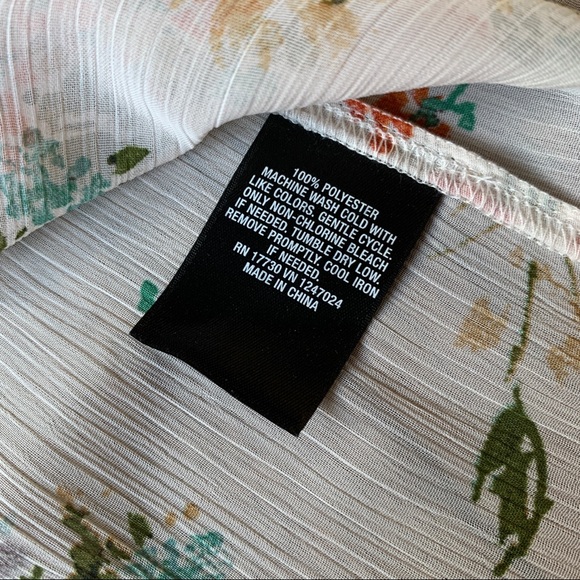 100% POLYESTER
MACHINE WASH COLD WITH
LIKE COLORS. GENTLE CYCLE.
ONLY NON-CHLORINE BLEACH
IF NEEDED. TUMBLE DRY LOW.
REMOVE PROMPTLY. COOL IRON
IF NEEDED.
RN 17730 VN 1247024
MADE IN CHINA